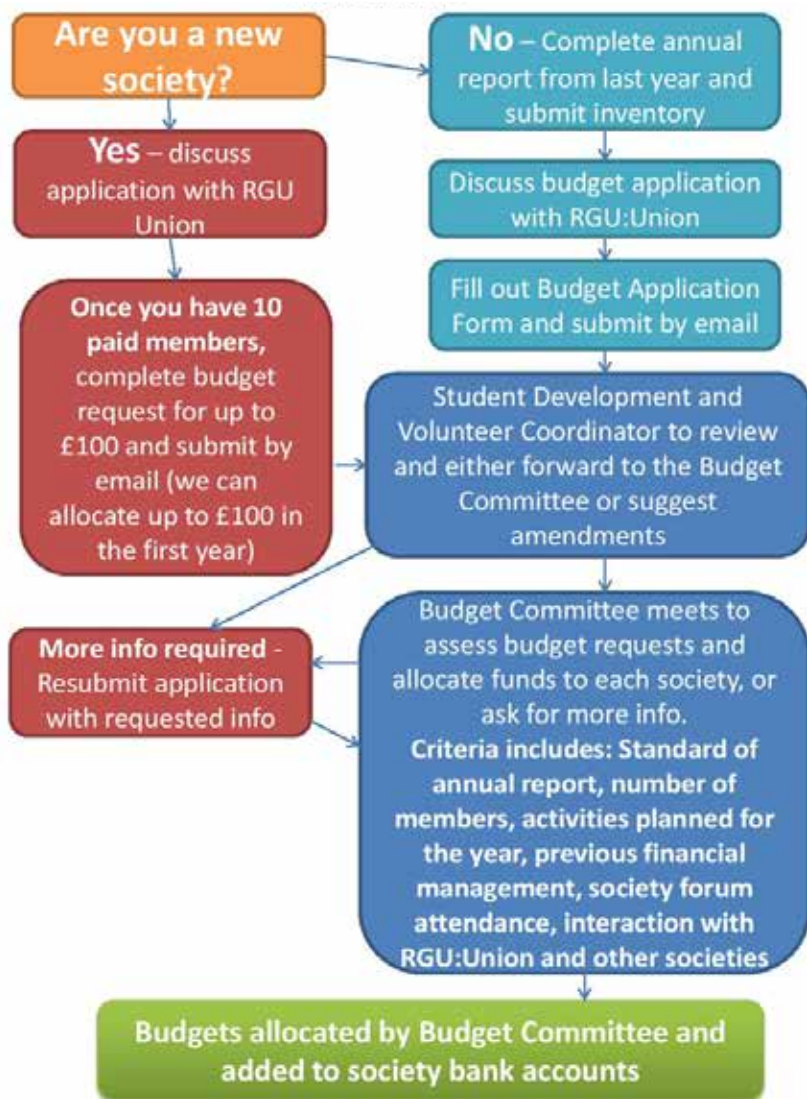 Are you a new
society?
No – Complete annual
report from last year and
submit inventory
Yes – discuss
application with RGU
Union
Discuss budget application
with RGU:Union
Fill out Budget Application
Form and submit by email
Once you have 10
paid members,
complete budget
request for up to
£100 and submit by
email (we can
allocate up to £100 in
the first year)
Student Development and
Volunteer Coordinator to review
and either forward to the Budget
Committee or suggest
amendments
More info required -
Resubmit application
with requested info
Budget Committee meets to
assess budget requests and
allocate funds to each society, or
ask for more info.
Criteria includes: Standard of
annual report, number of
members, activities planned for
the year, previous financial
management, society forum
attendance, interaction with
RGU:Union and other societies
Budgets allocated by Budget Committee and
added to society bank accounts